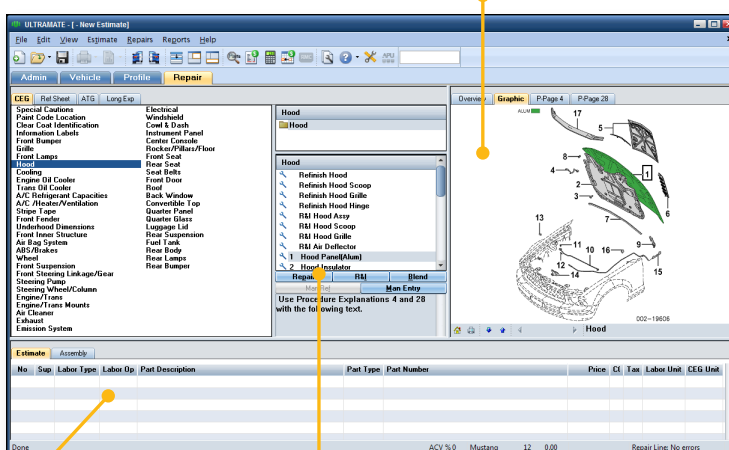 ULTRAMATE - [ - New Estimate]
File Edit View Estimate Repairs Reports Help
Admin Vehicle Profile Repair
CEG Ref Sheet ATG Long Exp
Special Cautions
Paint Code Location
Clear Coat Identification
Information Labels
Front Bumper
Grille
Front Lamps
Hood
Cooling
Engine Oil Cooler
Trans Oil Cooler
A/C Refrigerant Capacities
A/C /Heater/Ventilation
Stripe Tape
Front Fender
Underhood Dimensions
Front Inner Structure
Air Bag System
ABS/Brakes
Wheel
Front Suspension
Front Steering Linkage/Gear
Steering Pump
Steering Wheel/Column
Engine/Trans
Engine/Trans Mounts
Air Cleaner
Exhaust
Emission System
Electrical
Windshield
Cowl & Dash
Instrument Panel
Center Console
Rocker/Pillars/Floor
Front Seat
Rear Seat
Seat Belts
Front Door
Roof
Back Window
Convertible Top
Quarter Panel
Quarter Glass
Luggage Lid
Rear Suspension
Fuel Tank
Rear Body
Rear Lamps
Rear Bumper
Hood
Hood
Hood
Refinish Hood
Refinish Hood Scoop
Refinish Hood Grille
Refinish Hood Hinge
R&I Hood Assy
R&I Hood Scoop
R&I Hood Grille
R&I Air Deflector
1 Hood Panel(Alum)
2 Hood Insulator
Repair R&I Blend
Man Ref Man Entry
Use Procedure Explanations 4 and 28
with the following text.
Overview Graphic P-Page 4 P-Page 28
ALUM
17
5
8
4
1
2
3
6
7
13
11
10
16
9
12
14
15
002-19606
Hood
Estimate Assembly
No Sup Labor Type Labor Op Part Description Part Type Part Number Price Tax Labor Unit CEG Unit
Done ACV % 0 Mustang 12 0.00 Repair Line: No errors